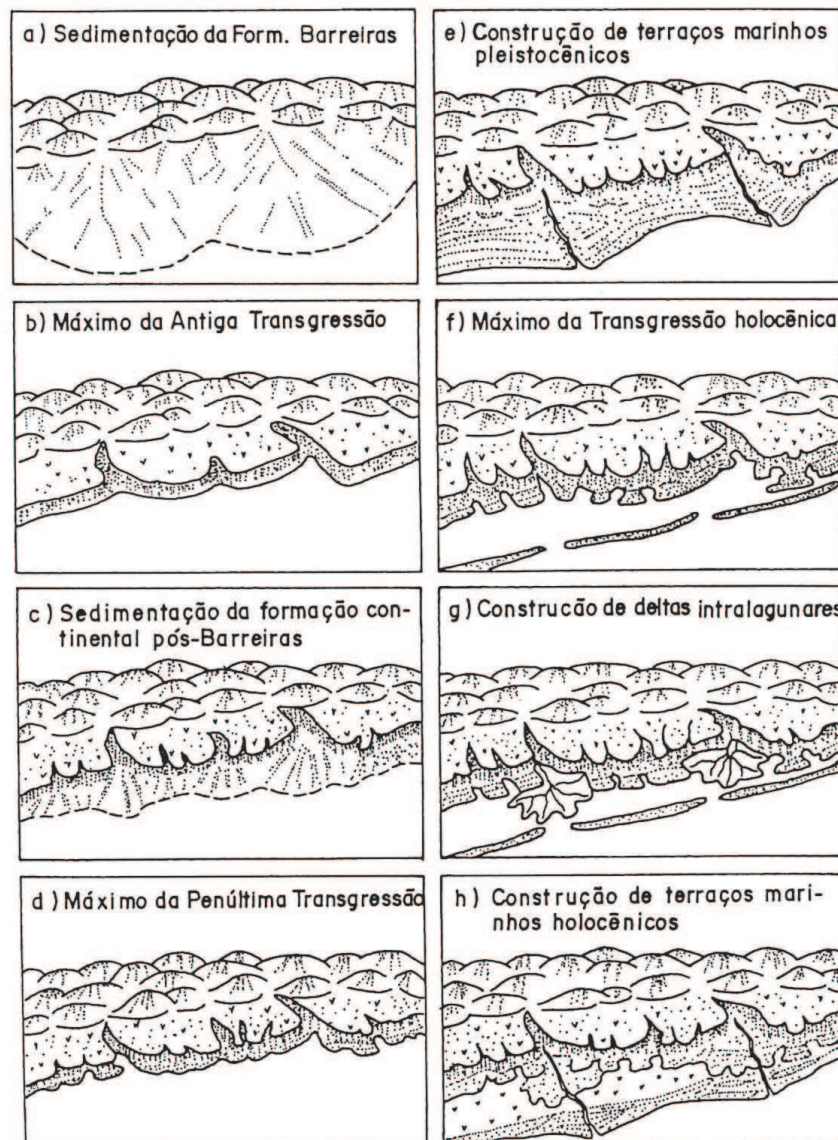 a) Sedimentação da Form. Barreiras
b) Máximo da Antiga Transgressão
c) Sedimentação da formação con-
tinental pós-Barreiras
d) Máximo da Penúltima Transgressão
e) Construção de terraços marinhos
pleistocênicos
f) Máximo da Transgressão holocênica
g) Construcão de deltas intralagunares
h) Construção de terraços mari-
nhos holocênicos